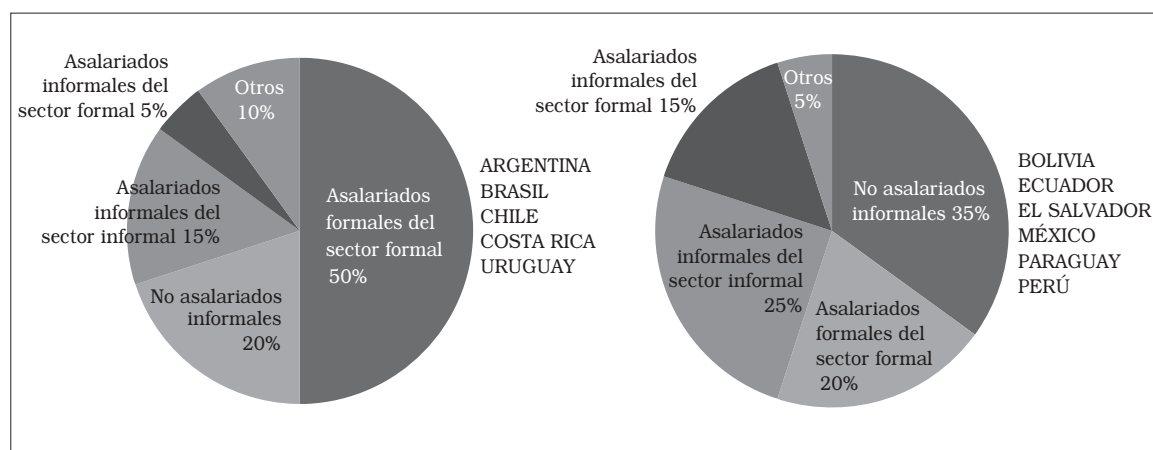 Asalariados
informales del
sector formal 5%
Otros
10%
Asalariados
formales del
sector formal
50%
Asalariados
informales del
sector informal 15%
No asalariados
informales
20%
ARGENTINA
BRASIL
CHILE
COSTA RICA
URUGUAY
Asalariados
informales del
sector formal 15%
Otros
5%
No asalariados
informales 35%
Asalariados
informales del
sector informal
25%
Asalariados
formales del
sector formal
20%
BOLIVIA
ECUADOR
EL SALVADOR
MÉXICO
PARAGUAY
PERÚ